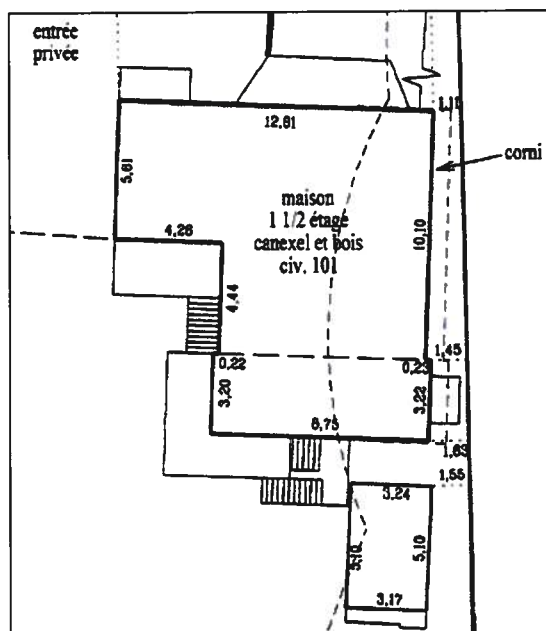 entrée
privée
1,11
12,61
corni
5,61
maison
1 1/2 étage
canexel et bois
civ. 101
10,10
4,26
4,44
1,45
0,22
0,23
3,20
3,22
8,75
1,63
1,55
3,24
5,10
5,10
3,17